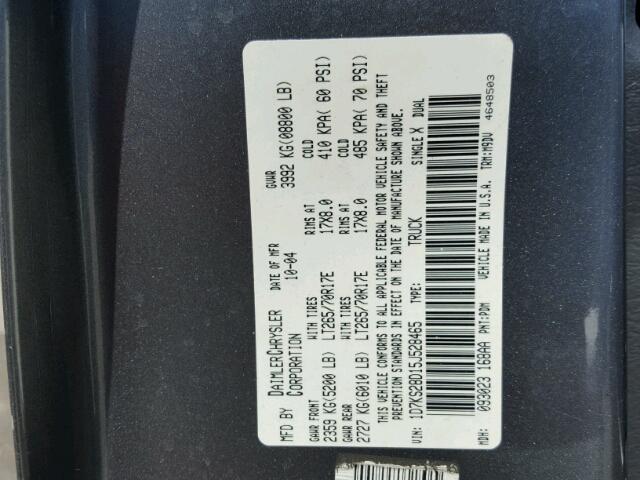 MFD BY DAIMLERCHRYSLER CORPORATION DATE OF MFR 10-04 GVWR 3992 KG(08800 LB)
GAWR FRONT WITH TIRES RIMS AT COLD
2359 KG(5200 LB) LT265/70R17E 17X8.0 410 KPA( 60 PSI)
GAWR REAR WITH TIRES RIMS AT COLD
2727 KG(6010 LB) LT265/70R17E 17X8.0 485 KPA( 70 PSI)
THIS VEHICLE CONFORMS TO ALL APPLICABLE FEDERAL MOTOR VEHICLE SAFETY AND THEFT
PREVENTION STANDARDS IN EFFECT ON THE DATE OF MANUFACTURE SHOWN ABOVE.
VIN: 1D7KS28D15J528465 TYPE: TRUCK SINGLE X DUAL
MDH: 093023 168AA PNT:PDM VEHICLE MADE IN U.S.A. TRM:M9DV
4648503